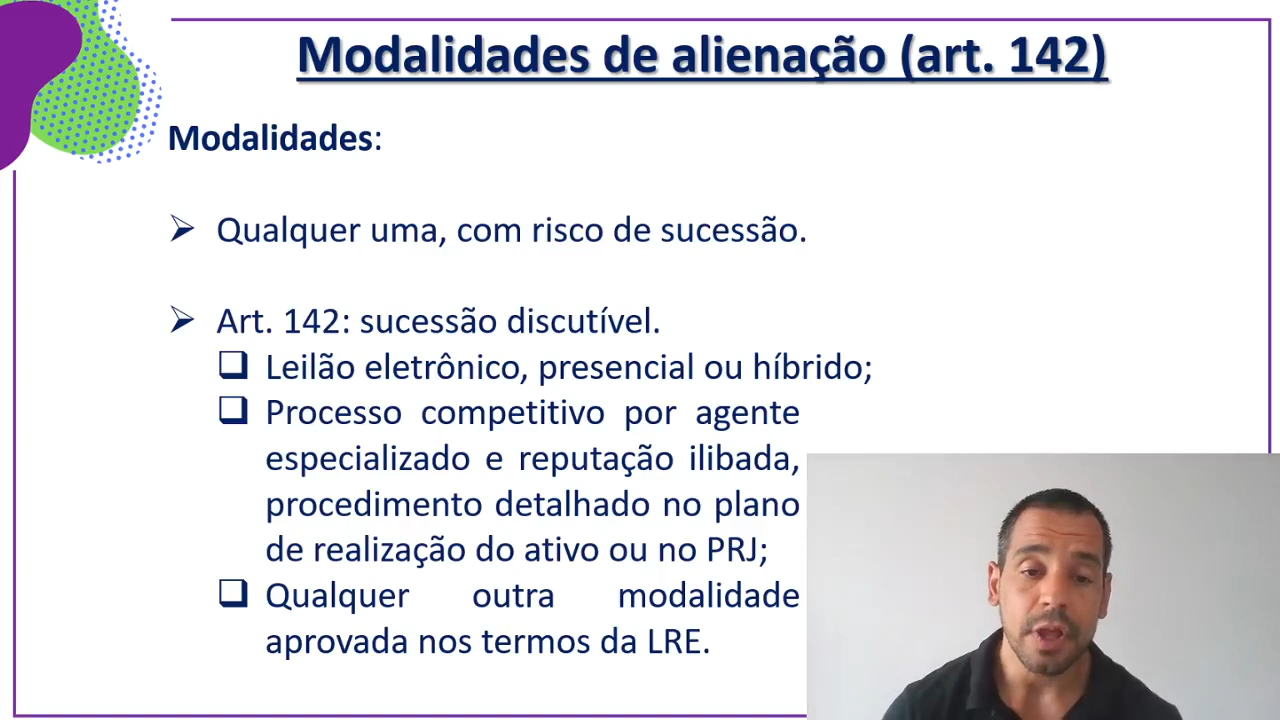 Modalidades de alienação (art. 142)
Modalidades:
Qualquer uma, com risco de sucessão.
Art. 142: sucessão discutível.
Leilão eletrônico, presencial ou híbrido;
Processo competitivo por agente
especializado e reputação ilibada,
procedimento detalhado no plano
de realização do ativo ou no PRJ;
Qualquer outra modalidade
aprovada nos termos da LRE.